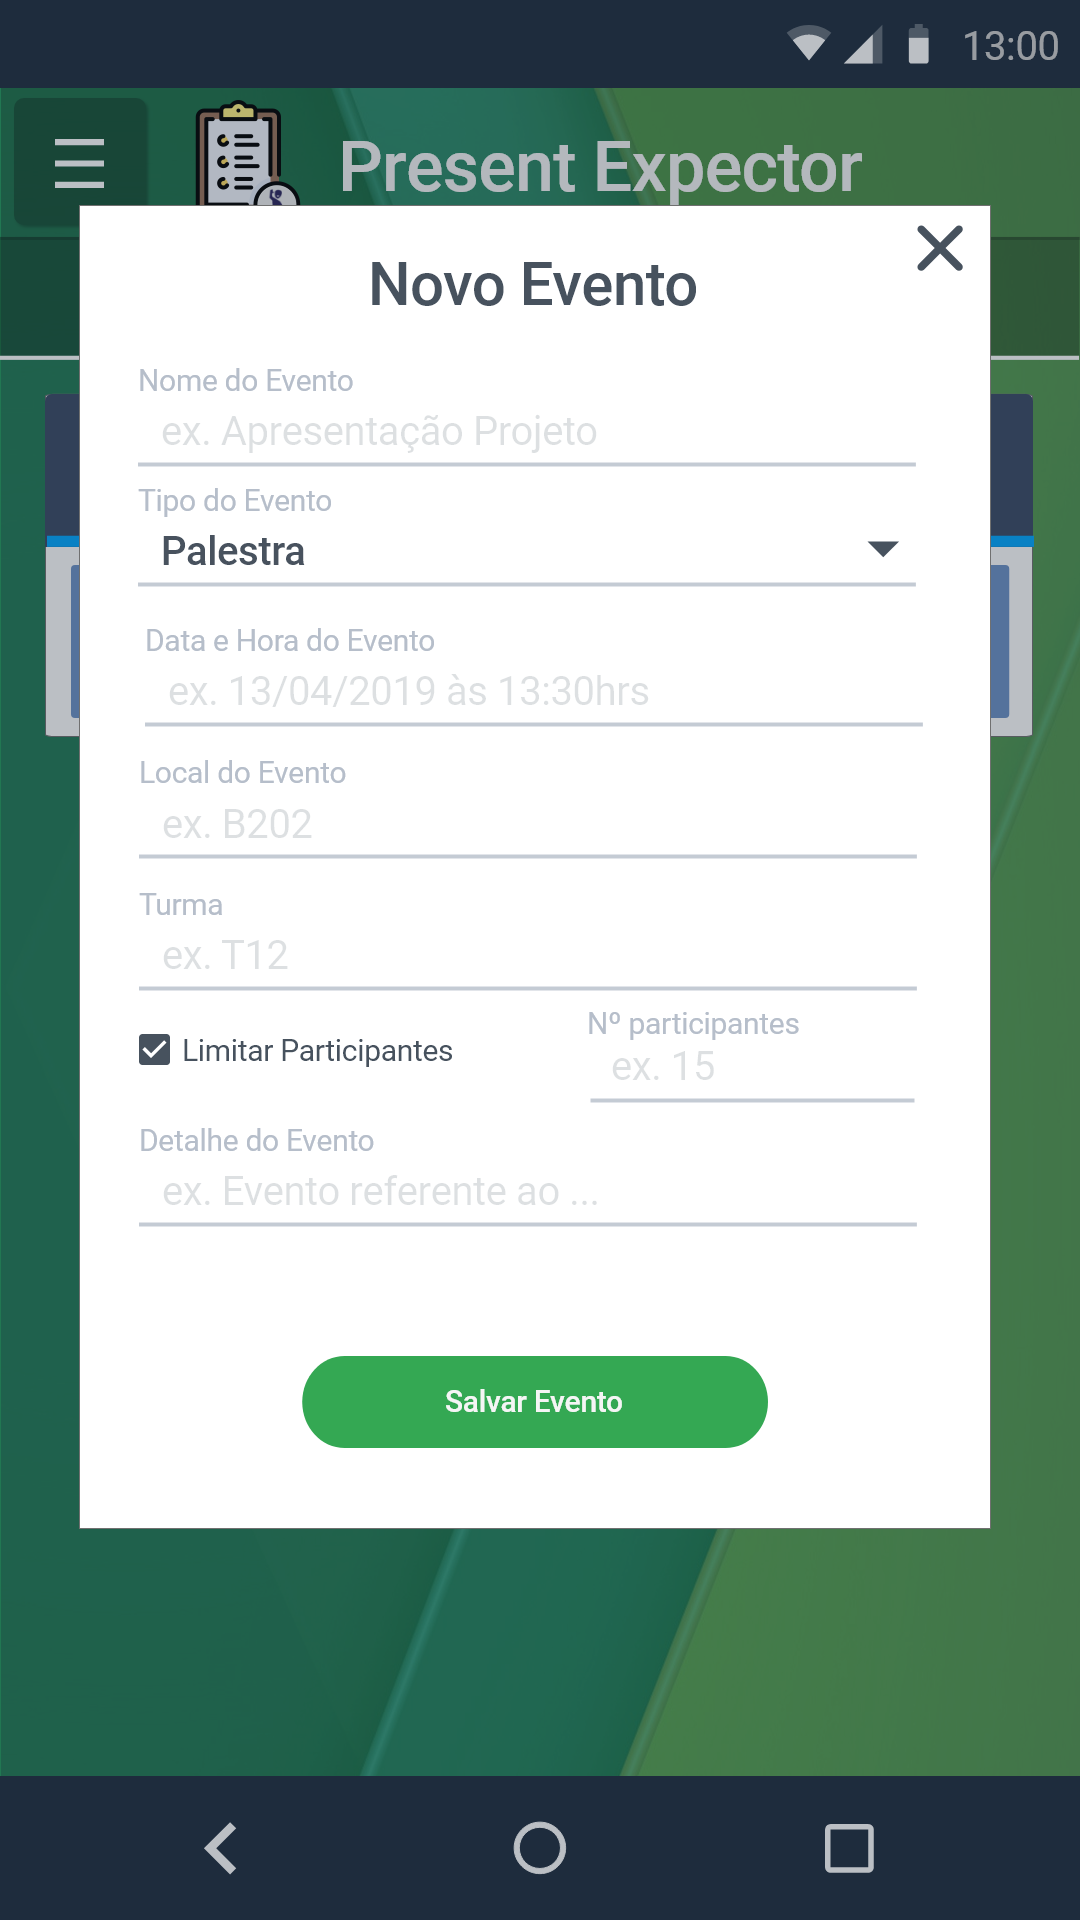 13:00
Present Expector
Novo Evento
Nome do Evento
ex. Apresentação Projeto
Tipo do Evento
Palestra
Data e Hora do Evento
ex. 13/04/2019 às 13:30hrs
Local do Evento
ex. B202
Turma
ex. T12
Nº participantes
Limitar Participantes
ex. 15
Detalhe do Evento
ex. Evento referente ao ...
Salvar Evento